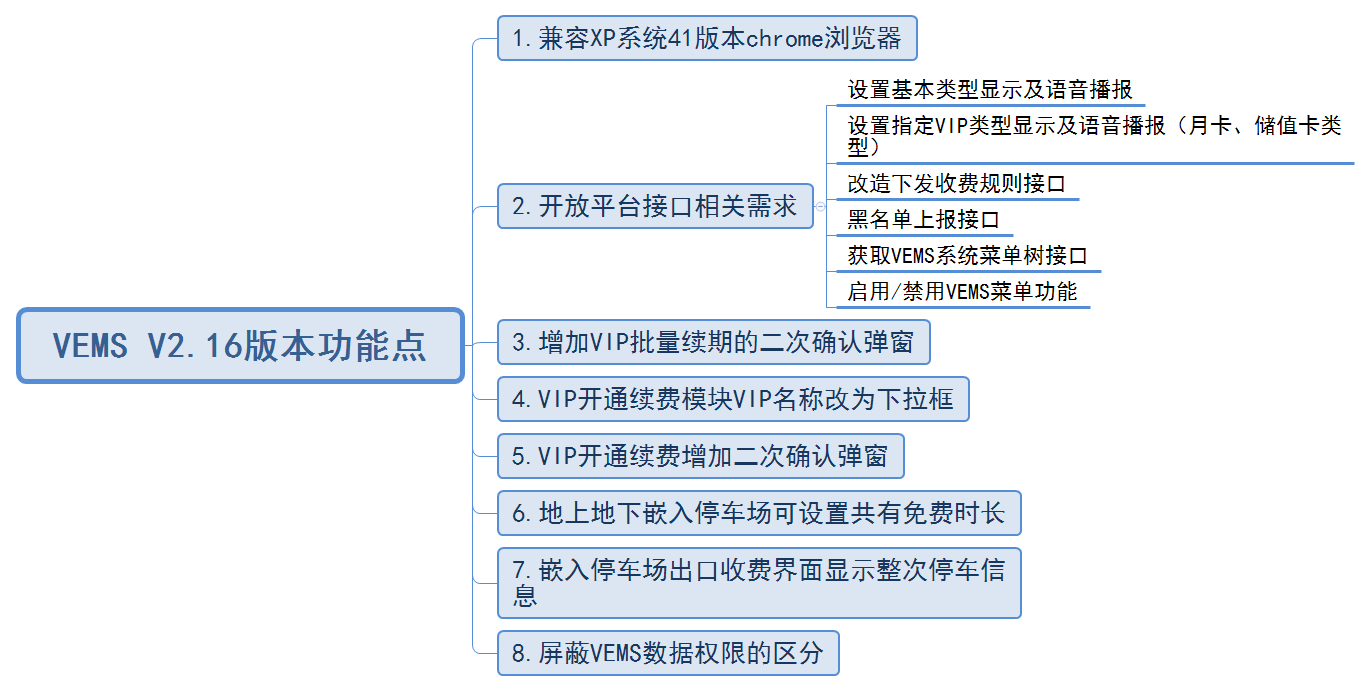 VEMS V2.16版本功能点
1.兼容XP系统41版本chrome浏览器
2.开放平台接口相关需求
设置基本类型显示及语音播报
设置指定VIP类型显示及语音播报（月卡、储值卡类
型）
改造下发收费规则接口
黑名单上报接口
获取VEMS系统菜单树接口
启用/禁用VEMS菜单功能
3.增加VIP批量续期的二次确认弹窗
4.VIP开通续费模块VIP名称改为下拉框
5.VIP开通续费增加二次确认弹窗
6.地上地下嵌入停车场可设置共有免费时长
7.嵌入停车场出口收费界面显示整次停车信
息
8.屏蔽VEMS数据权限的区分